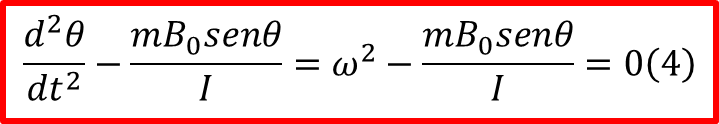 d²θ/dt² − mB₀senθ/I = ω² − mB₀senθ/I = 0(4)